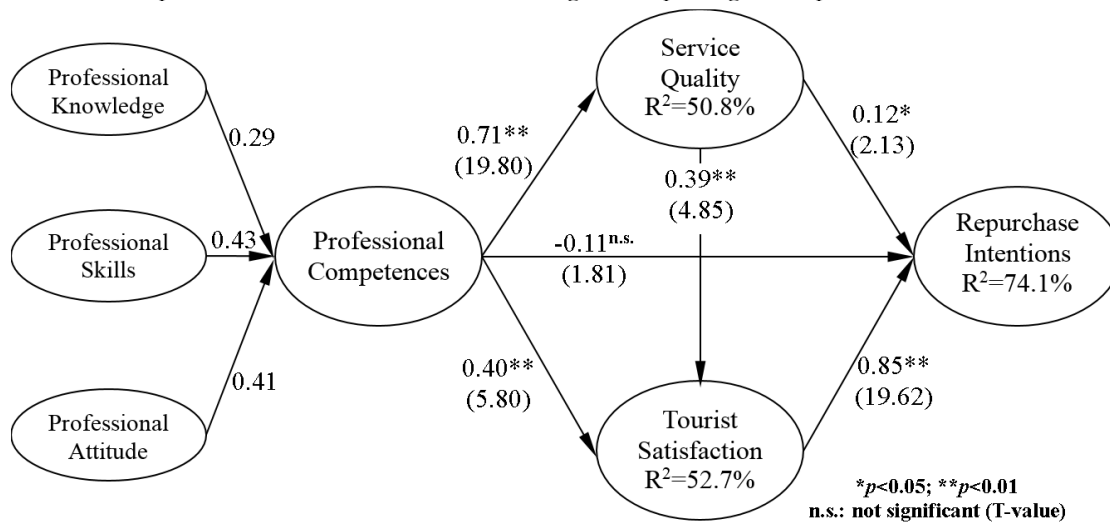 Professional
Knowledge
0.29
Professional
Skills
0.43
Professional
Attitude
0.41
Professional
Competences
0.71**
(19.80)
Service
Quality
R²=50.8%
0.39**
(4.85)
0.12*
(2.13)
-0.11n.s.
(1.81)
Repurchase
Intentions
R²=74.1%
0.40**
(5.80)
Tourist
Satisfaction
R²=52.7%
0.85**
(19.62)
*p<0.05; **p<0.01
n.s.: not significant (T-value)